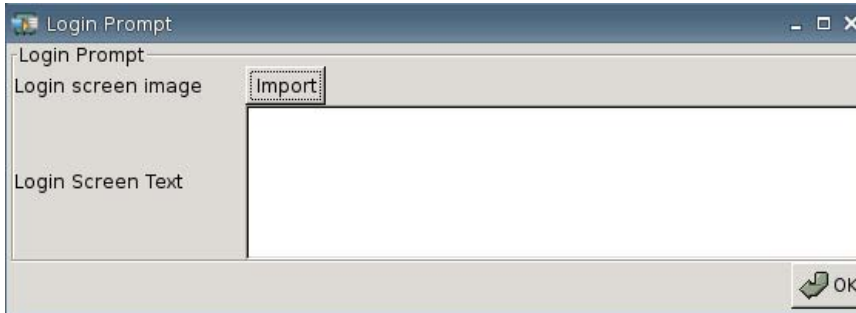 Login Prompt
Login Prompt
Login screen image
Import
Login Screen Text
OK